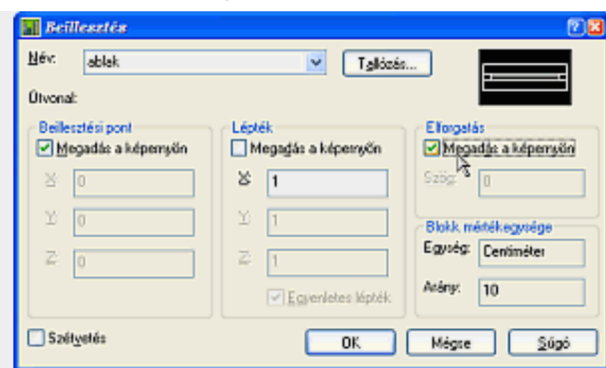 Beillesztés
Név: ablak Tallózás...
Útvonal:
Beillesztési pont
Megadás a képernyőn
X: 0
Y: 0
Z: 0
Lépték
Megadás a képernyőn
X: 1
Y: 1
Z: 1
Egyenletes lépték
Elforgatás
Megadás a képernyőn
Szög: 0
Blokk mértékegysége
Egység: Centiméter
Arány: 10
Szétvetés
OK Mégse Súgó